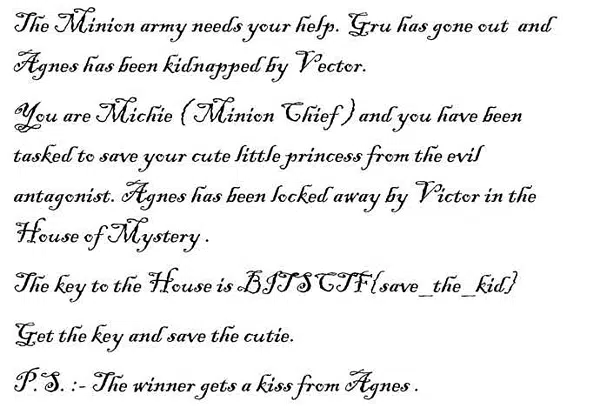 The Minion army needs your help. Gru has gone out and
Agnes has been kidnapped by Vector.
You are Michie ( Minion Chief ) and you have been
tasked to save your cute little princess from the evil
antagonist. Agnes has been locked away by Victor in the
House of Mystery .
The key to the House is BITSCTF{save_the_kid}
Get the key and save the cutie.
P.S. :- The winner gets a kiss from Agnes .